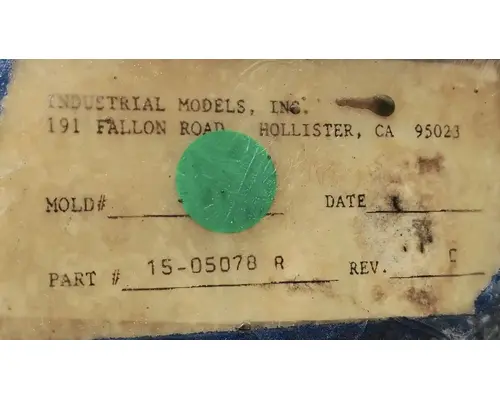 INDUSTRIAL MODELS, INC.
191 FALLON ROAD HOLLISTER, CA 95023
MOLD# DATE
PART # 15-05078 R REV. C